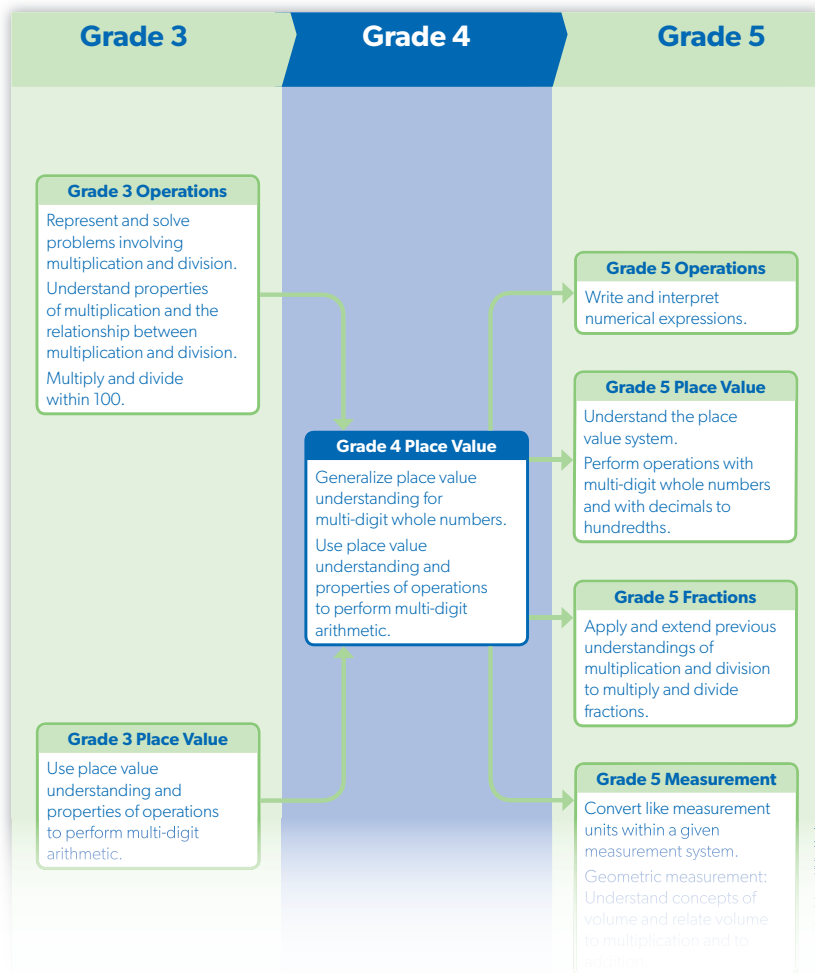 Grade 3
Grade 4
Grade 5
Grade 3 Operations
Represent and solve
problems involving
multiplication and division.
Understand properties
of multiplication and the
relationship between
multiplication and division.
Multiply and divide
within 100.
Grade 3 Place Value
Use place value
understanding and
properties of operations
to perform multi-digit
arithmetic.
Grade 4 Place Value
Generalize place value
understanding for
multi-digit whole numbers.
Use place value
understanding and
properties of operations
to perform multi-digit
arithmetic.
Grade 5 Operations
Write and interpret
numerical expressions.
Grade 5 Place Value
Understand the place
value system.
Perform operations with
multi-digit whole numbers
and with decimals to
hundredths.
Grade 5 Fractions
Apply and extend previous
understandings of
multiplication and division
to multiply and divide
fractions.
Grade 5 Measurement
Convert like measurement
units within a given
measurement system.
Geometric measurement:
Understand concepts of
volume and relate volume
to multiplication and to